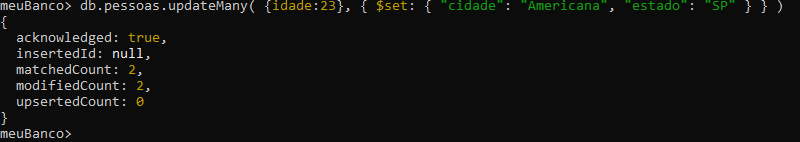 meuBanco> db.pessoas.updateMany( {idade:23}, { $set: { "cidade": "Americana", "estado": "SP" } } )
{
  acknowledged: true,
  insertedId: null,
  matchedCount: 2,
  modifiedCount: 2,
  upsertedCount: 0
}
meuBanco>